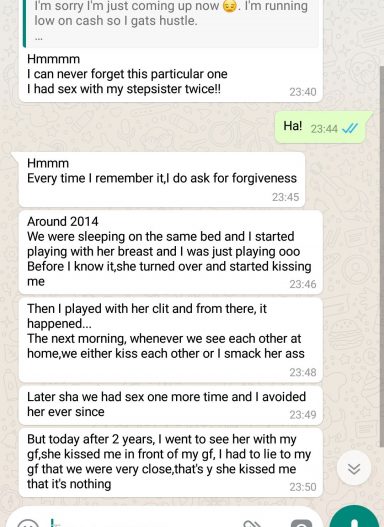 I'm sorry I'm just coming up now 😔. I'm running
low on cash so I gats hustle.
...
Hmmmm
I can never forget this particular one
I had sex with my stepsister twice!!
23:40
Ha!
23:44
Hmmm
Every time I remember it,I do ask for forgiveness
23:45
Around 2014
We were sleeping on the same bed and I started
playing with her breast and I was just playing ooo
Before I know it,she turned over and started kissing
me
23:46
Then I played with her clit and from there, it
happened...
The next morning, whenever we see each other at
home,we either kiss each other or I smack her ass
23:48
Later sha we had sex one more time and I avoided
her ever since
23:49
But today after 2 years, I went to see her with my
gf,she kissed me in front of my gf, I had to lie to my
gf that we were very close,that's y she kissed me
that it's nothing
23:50